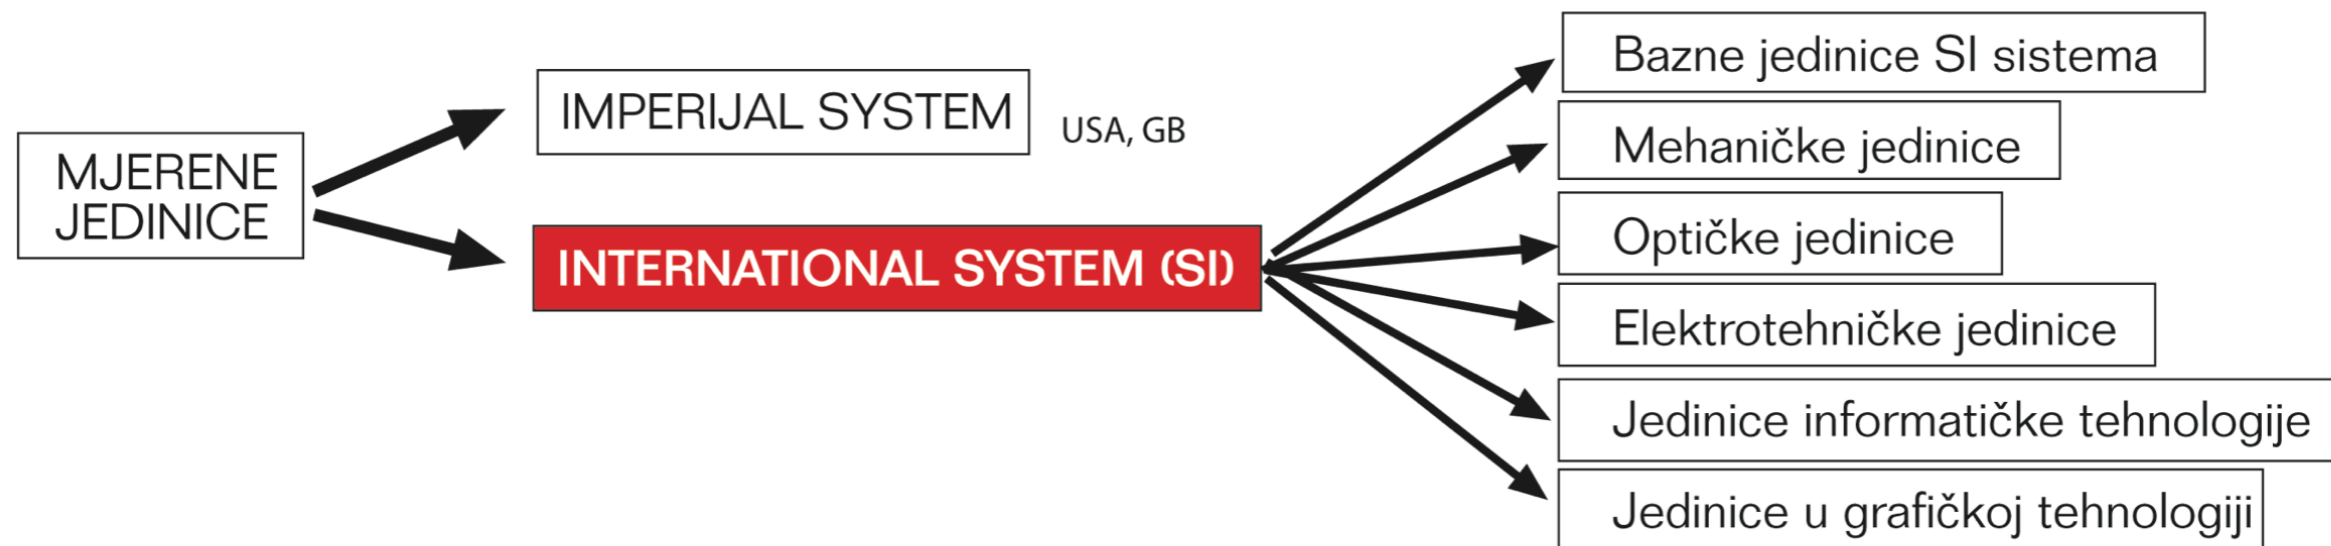 MJERENE
JEDINICE
IMPERIJAL SYSTEM
USA, GB
INTERNATIONAL SYSTEM (SI)
Bazne jedinice SI sistema
Mehaničke jedinice
Optičke jedinice
Elektrotehničke jedinice
Jedinice informatičke tehnologije
Jedinice u grafičkoj tehnologiji